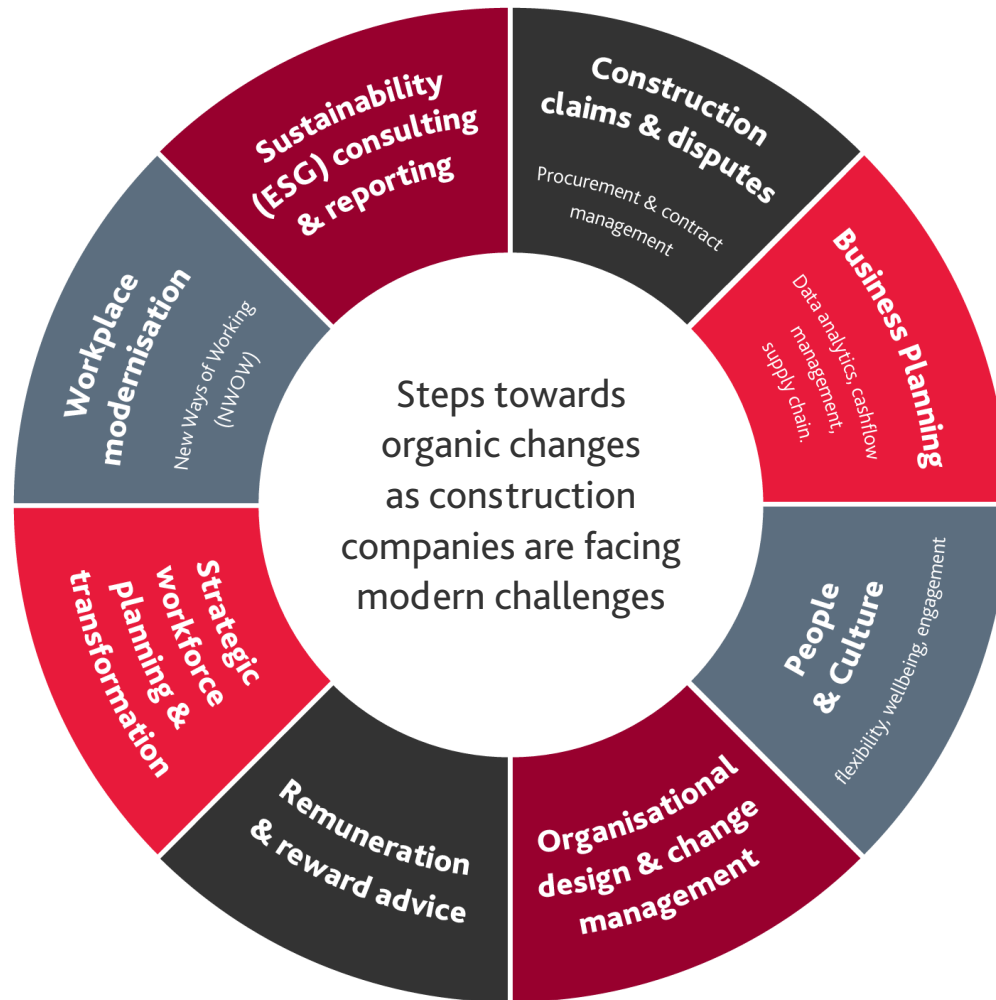 Construction
claims & disputes
Procurement & contract
management
Business Planning
Data analytics, cashflow
management,
supply chain.
People
& Culture
flexibility, wellbeing, engagement
Organisational
design & change
management
Remuneration
& reward advice
Strategic
workforce
planning &
transformation
Workplace
modernisation
New Ways of Working
(NWOW)
Sustainability
(ESG) consulting
& reporting
Steps towards
organic changes
as construction
companies are facing
modern challenges